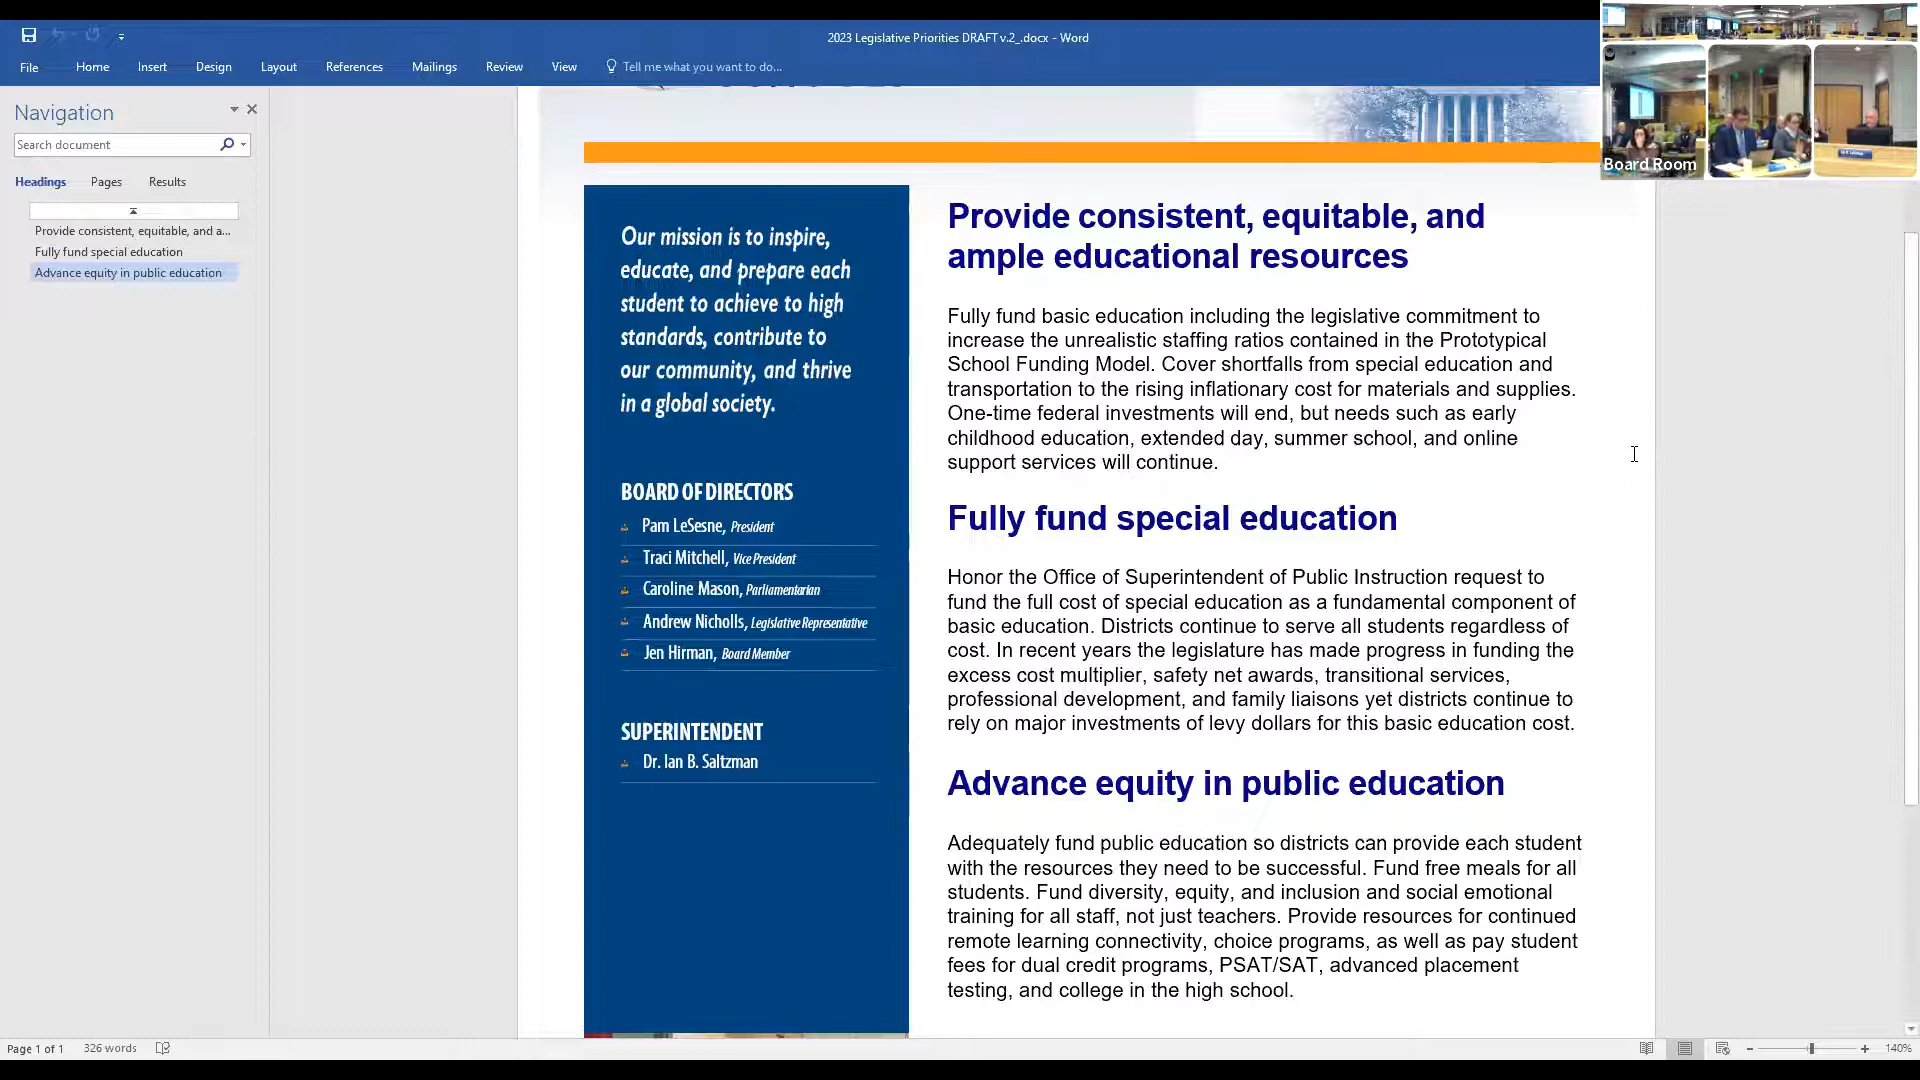 2023 Legislative Priorities DRAFT v.2_.docx - Word
File Home Insert Design Layout References Mailings Review View Tell me what you want to do...
Board Room
Navigation
Search document
Headings Pages Results
Provide consistent, equitable, and a...
Fully fund special education
Advance equity in public education
Our mission is to inspire,
educate, and prepare each
student to achieve to high
standards, contribute to
our community, and thrive
in a global society.
BOARD OF DIRECTORS
Pam LeSesne, President
Traci Mitchell, Vice President
Caroline Mason, Parliamentarian
Andrew Nicholls, Legislative Representative
Jen Hirman, Board Member
SUPERINTENDENT
Dr. Ian B. Saltzman
Provide consistent, equitable, and
ample educational resources
Fully fund basic education including the legislative commitment to
increase the unrealistic staffing ratios contained in the Prototypical
School Funding Model. Cover shortfalls from special education and
transportation to the rising inflationary cost for materials and supplies.
One-time federal investments will end, but needs such as early
childhood education, extended day, summer school, and online
support services will continue.
Fully fund special education
Honor the Office of Superintendent of Public Instruction request to
fund the full cost of special education as a fundamental component of
basic education. Districts continue to serve all students regardless of
cost. In recent years the legislature has made progress in funding the
excess cost multiplier, safety net awards, transitional services,
professional development, and family liaisons yet districts continue to
rely on major investments of levy dollars for this basic education cost.
Advance equity in public education
Adequately fund public education so districts can provide each student
with the resources they need to be successful. Fund free meals for all
students. Fund diversity, equity, and inclusion and social emotional
training for all staff, not just teachers. Provide resources for continued
remote learning connectivity, choice programs, as well as pay student
fees for dual credit programs, PSAT/SAT, advanced placement
testing, and college in the high school.
Page 1 of 1 326 words 140%